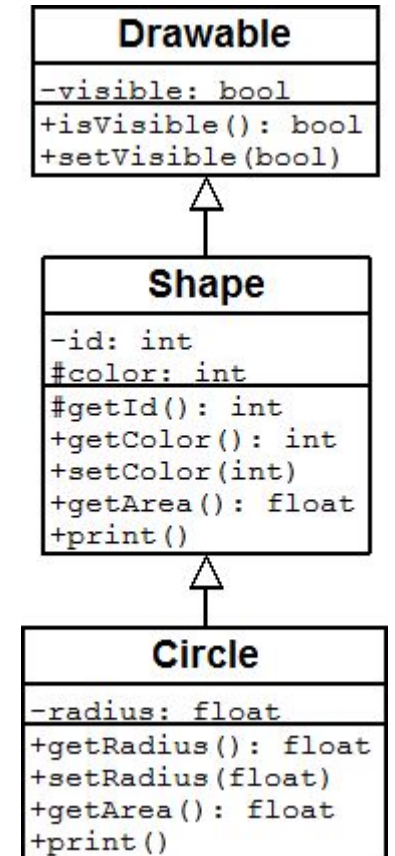 Drawable
-visible: bool
+isVisible(): bool
+setVisible(bool)
Shape
-id: int
#color: int
#getId(): int
+getColor(): int
+setColor(int)
+getArea(): float
+print()
Circle
-radius: float
+getRadius(): float
+setRadius(float)
+getArea(): float
+print()